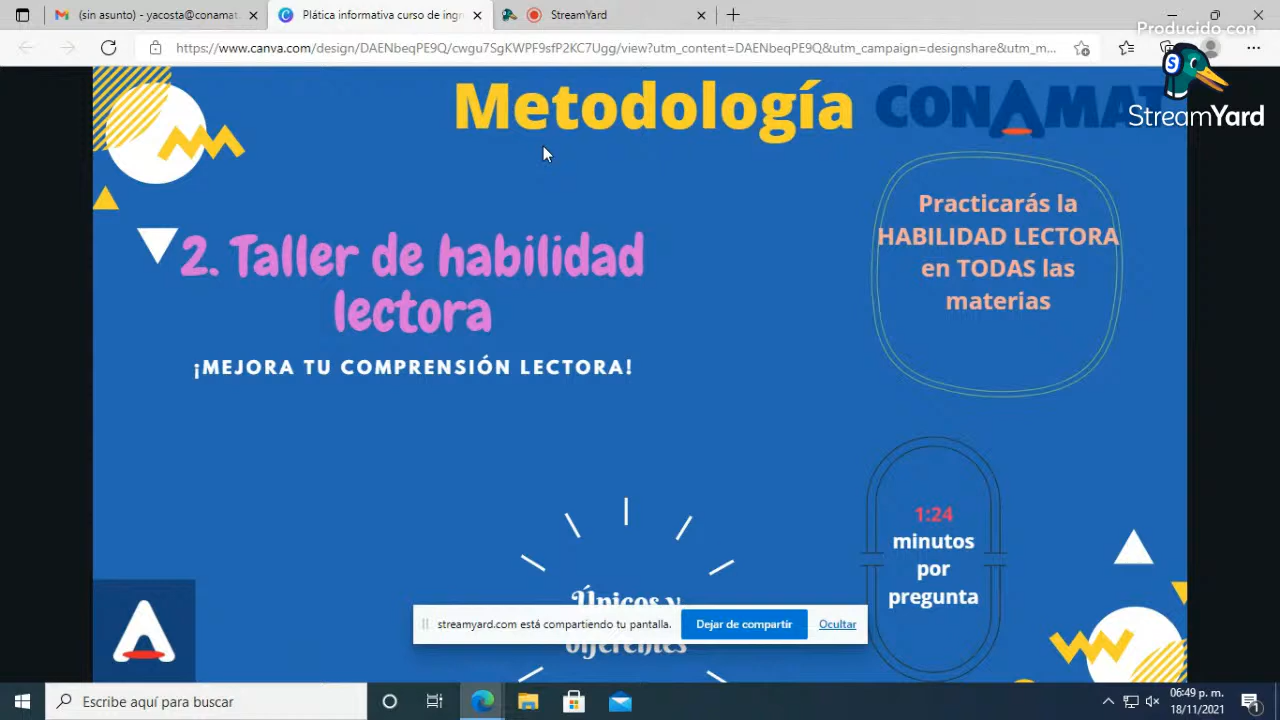 (sin asunto) - yacosta@conamat
Plática informativa curso de ingr
StreamYard
Producido con
https://www.canva.com/design/DAENbeqPE9Q/cwgu7SgKWPF9sfP2KC7Ugg/view?utm_content=DAENbeqPE9Q&utm_campaign=designshare&utm_m...
S
StreamYard
Metodología
CONAMAT
Practicarás la
HABILIDAD LECTORA
en TODAS las
materias
2. Taller de habilidad
lectora
¡MEJORA TU COMPRENSIÓN LECTORA!
1:24
minutos
por
pregunta
Únicos y
diferentes
streamyard.com está compartiendo tu pantalla.
Dejar de compartir
Ocultar
A
Escribe aquí para buscar
06:49 p. m.
18/11/2021
1